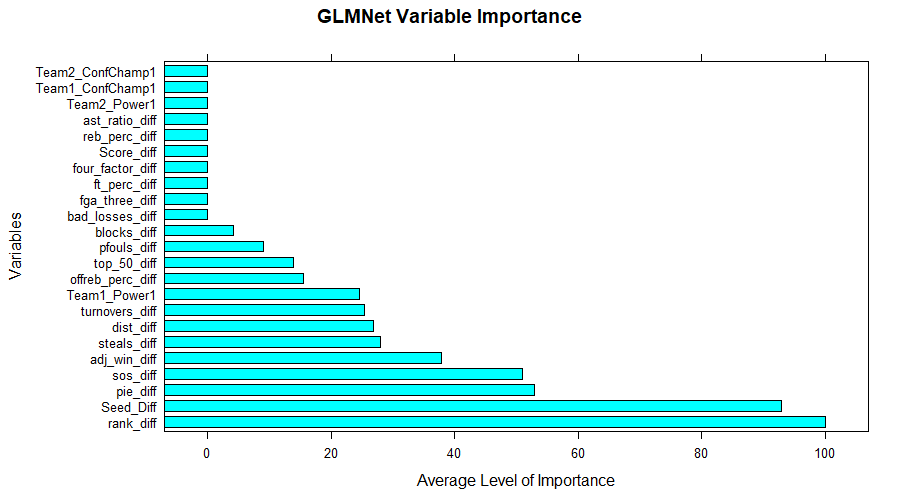 GLMNet Variable Importance
Team2_ConfChamp1
Team1_ConfChamp1
Team2_Power1
ast_ratio_diff
reb_perc_diff
Score_diff
four_factor_diff
ft_perc_diff
fga_three_diff
bad_losses_diff
blocks_diff
pfouls_diff
top_50_diff
offreb_perc_diff
Team1_Power1
turnovers_diff
dist_diff
steals_diff
adj_win_diff
sos_diff
pie_diff
Seed_Diff
rank_diff
Variables
0 20 40 60 80 100
Average Level of Importance